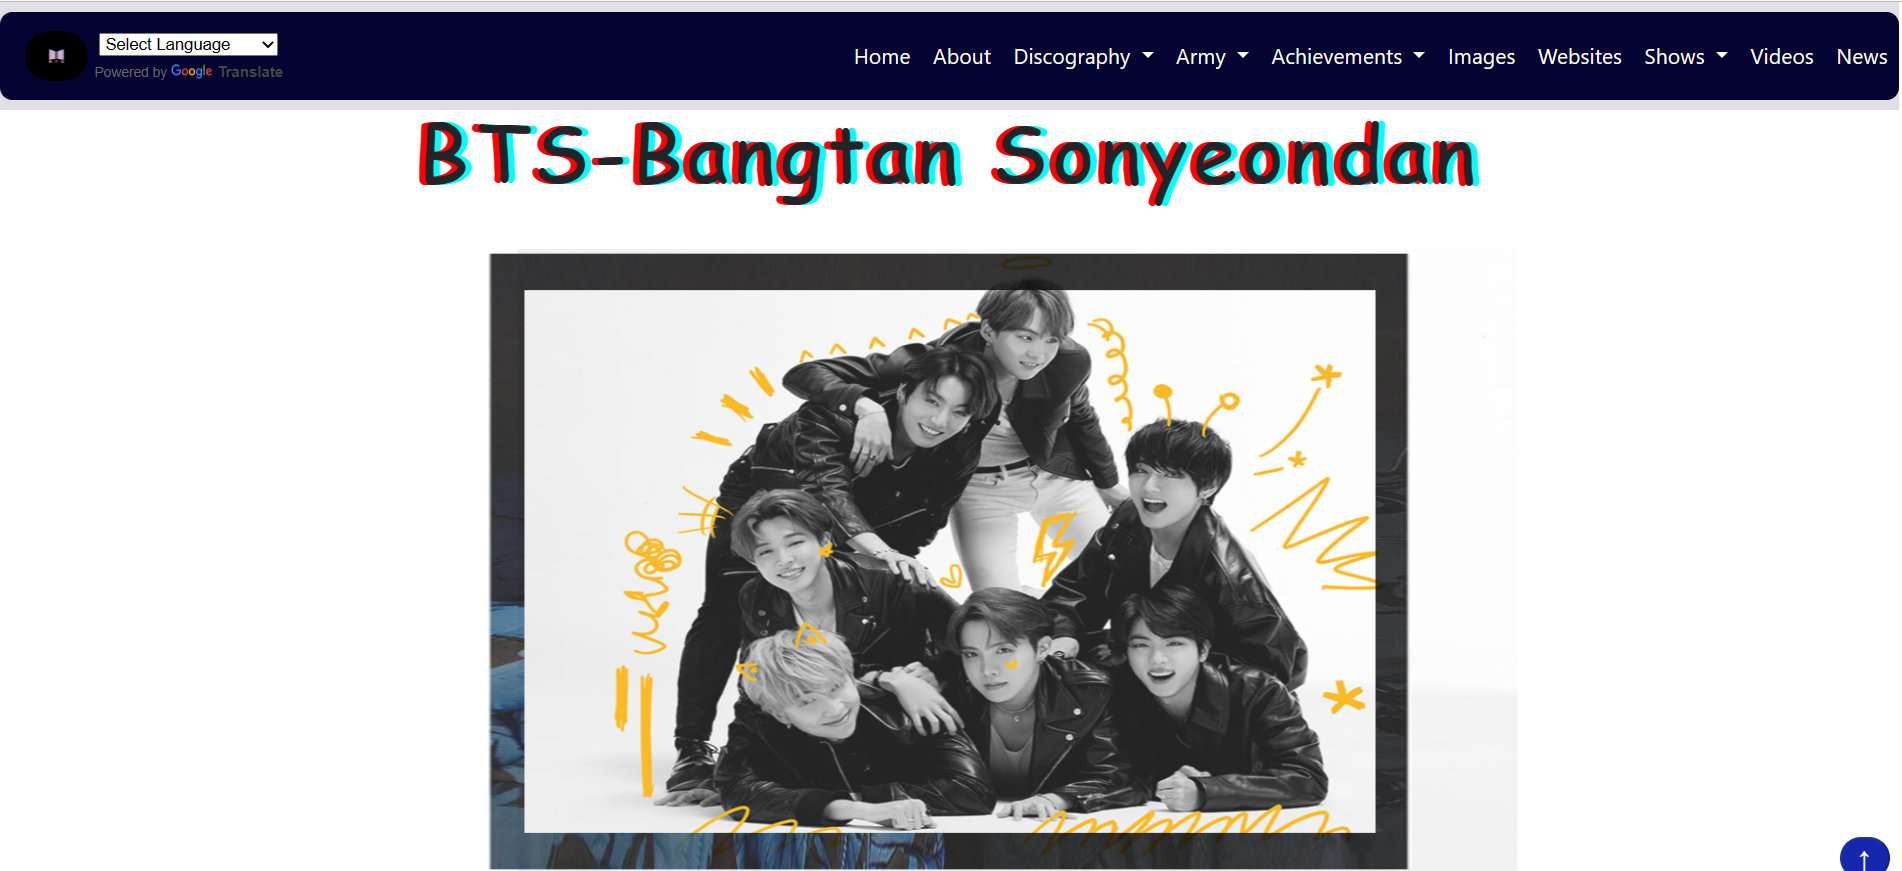 Select Language
Powered by Google Translate
Home About Discography Army Achievements Images Websites Shows Videos News
BTS-Bangtan Sonyeondan